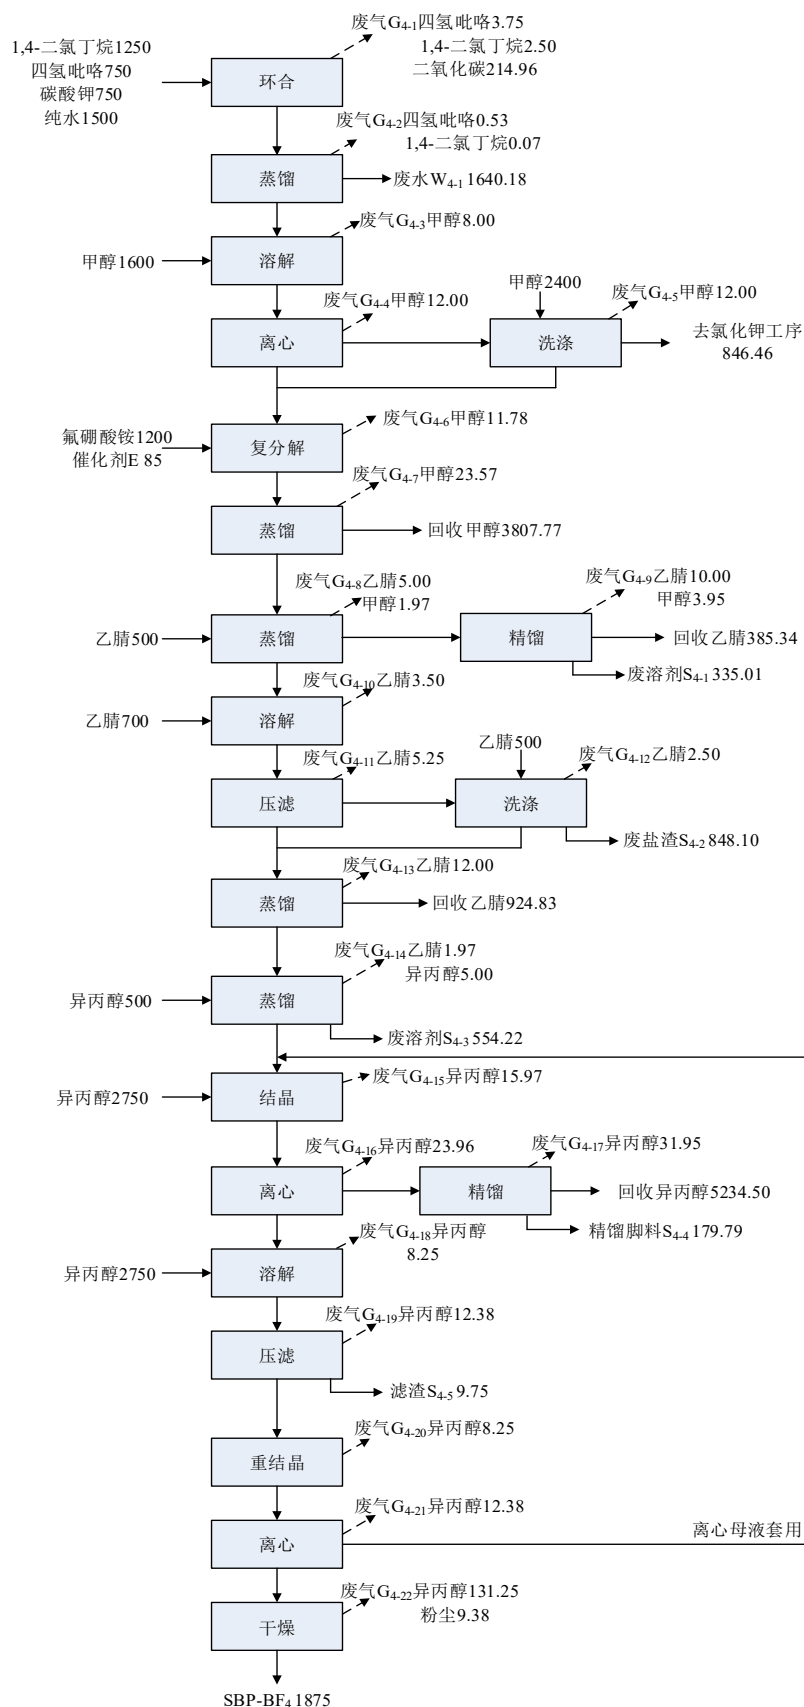 废气G4-1四氢吡咯3.75
1,4-二氯丁烷2.50
二氧化碳214.96
1,4-二氯丁烷1250
四氢吡咯750
碳酸钾750
纯水1500
环合
废气G4-2四氢吡咯0.53
1,4-二氯丁烷0.07
蒸馏
废水W4-1 1640.18
废气G4-3甲醇8.00
甲醇1600
溶解
废气G4-4甲醇12.00
甲醇2400
废气G4-5甲醇12.00
离心
洗涤
去氯化钾工序
846.46
废气G4-6甲醇11.78
氟硼酸铵1200
催化剂E 85
复分解
废气G4-7甲醇23.57
蒸馏
回收甲醇3807.77
废气G4-8乙腈5.00
甲醇1.97
废气G4-9乙腈10.00
甲醇3.95
乙腈500
蒸馏
精馏
回收乙腈385.34
废溶剂S4-1 335.01
废气G4-10乙腈3.50
乙腈700
溶解
废气G4-11乙腈5.25
乙腈500
废气G4-12乙腈2.50
压滤
洗涤
废盐渣S4-2 848.10
废气G4-13乙腈12.00
蒸馏
回收乙腈924.83
废气G4-14乙腈1.97
异丙醇5.00
异丙醇500
蒸馏
废溶剂S4-3 554.22
废气G4-15异丙醇15.97
异丙醇2750
结晶
废气G4-16异丙醇23.96
废气G4-17异丙醇31.95
离心
精馏
回收异丙醇5234.50
精馏脚料S4-4 179.79
废气G4-18异丙醇
8.25
异丙醇2750
溶解
废气G4-19异丙醇12.38
压滤
滤渣S4-5 9.75
废气G4-20异丙醇8.25
重结晶
废气G4-21异丙醇12.38
离心
离心母液套用
废气G4-22异丙醇131.25
粉尘9.38
干燥
SBP-BF4 1875